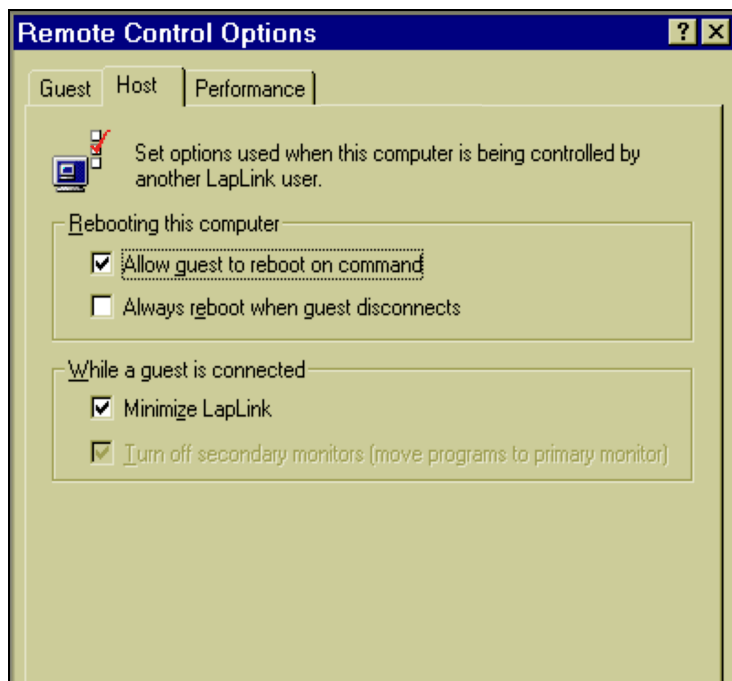 Remote Control Options
Guest Host Performance
Set options used when this computer is being controlled by
another LapLink user.
Rebooting this computer
Allow guest to reboot on command
Always reboot when guest disconnects
While a guest is connected
Minimize LapLink
Turn off secondary monitors (move programs to primary monitor)